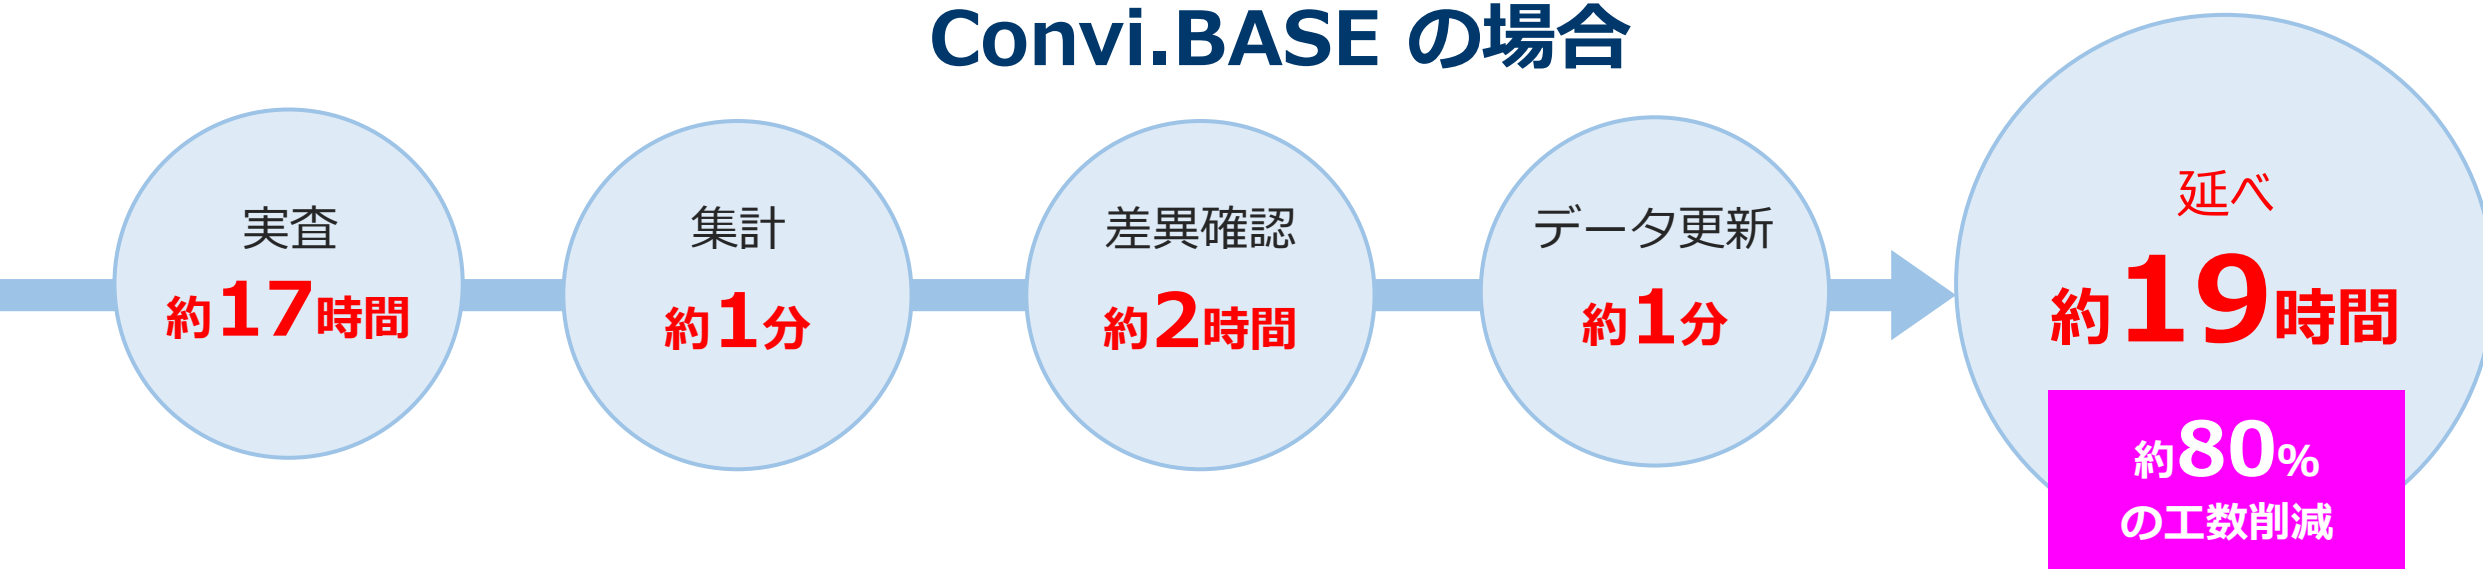 Convi.BASE の場合
実査
約17時間
集計
約1分
差異確認
約2時間
データ更新
約1分
延べ
約19時間
約80%
の工数削減